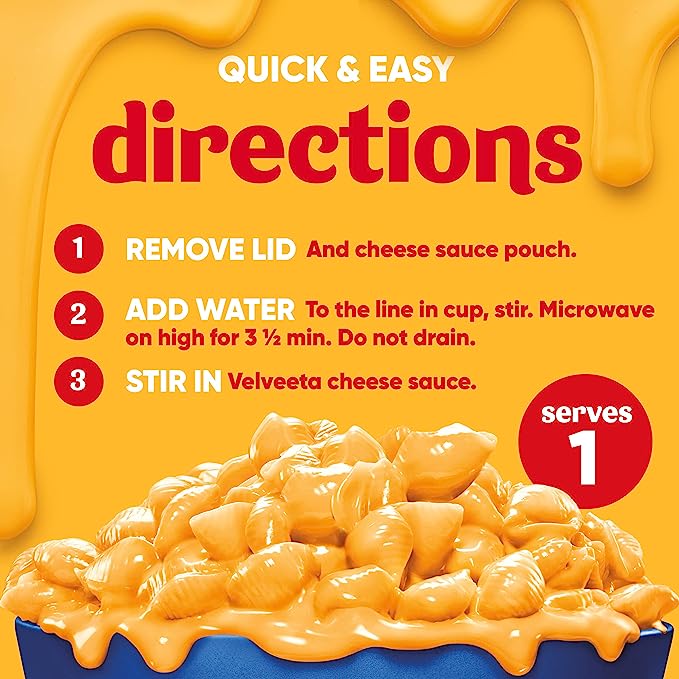 QUICK & EASY
directions
1 REMOVE LID And cheese sauce pouch.
2 ADD WATER To the line in cup, stir. Microwave
on high for 3 ½ min. Do not drain.
3 STIR IN Velveeta cheese sauce.
serves
1